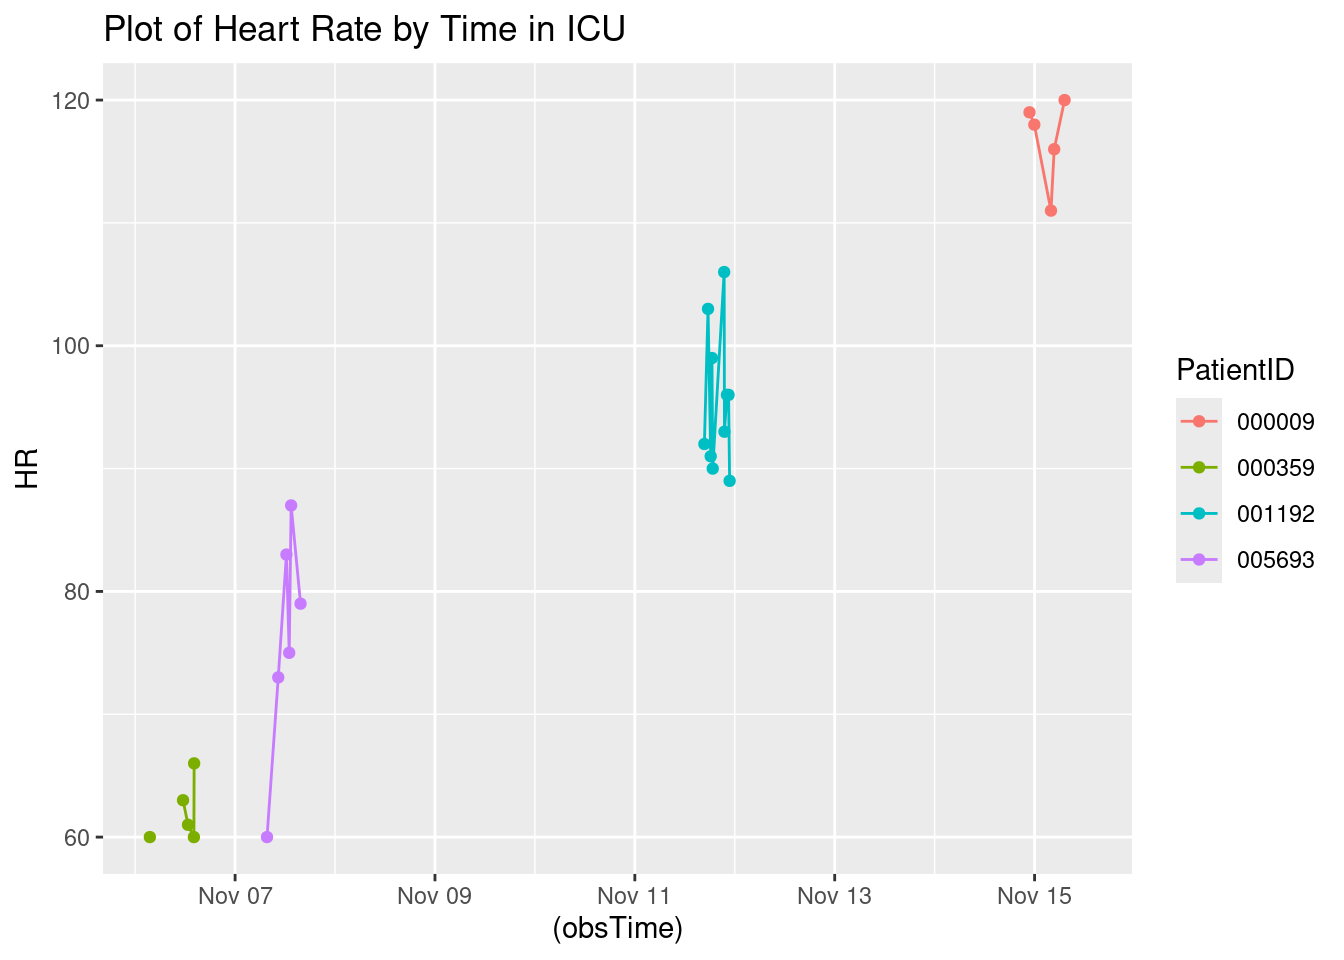 Plot of Heart Rate by Time in ICU
120
100
80
60
HR
Nov 07 Nov 09 Nov 11 Nov 13 Nov 15
(obsTime)
PatientID
000009
000359
001192
005693